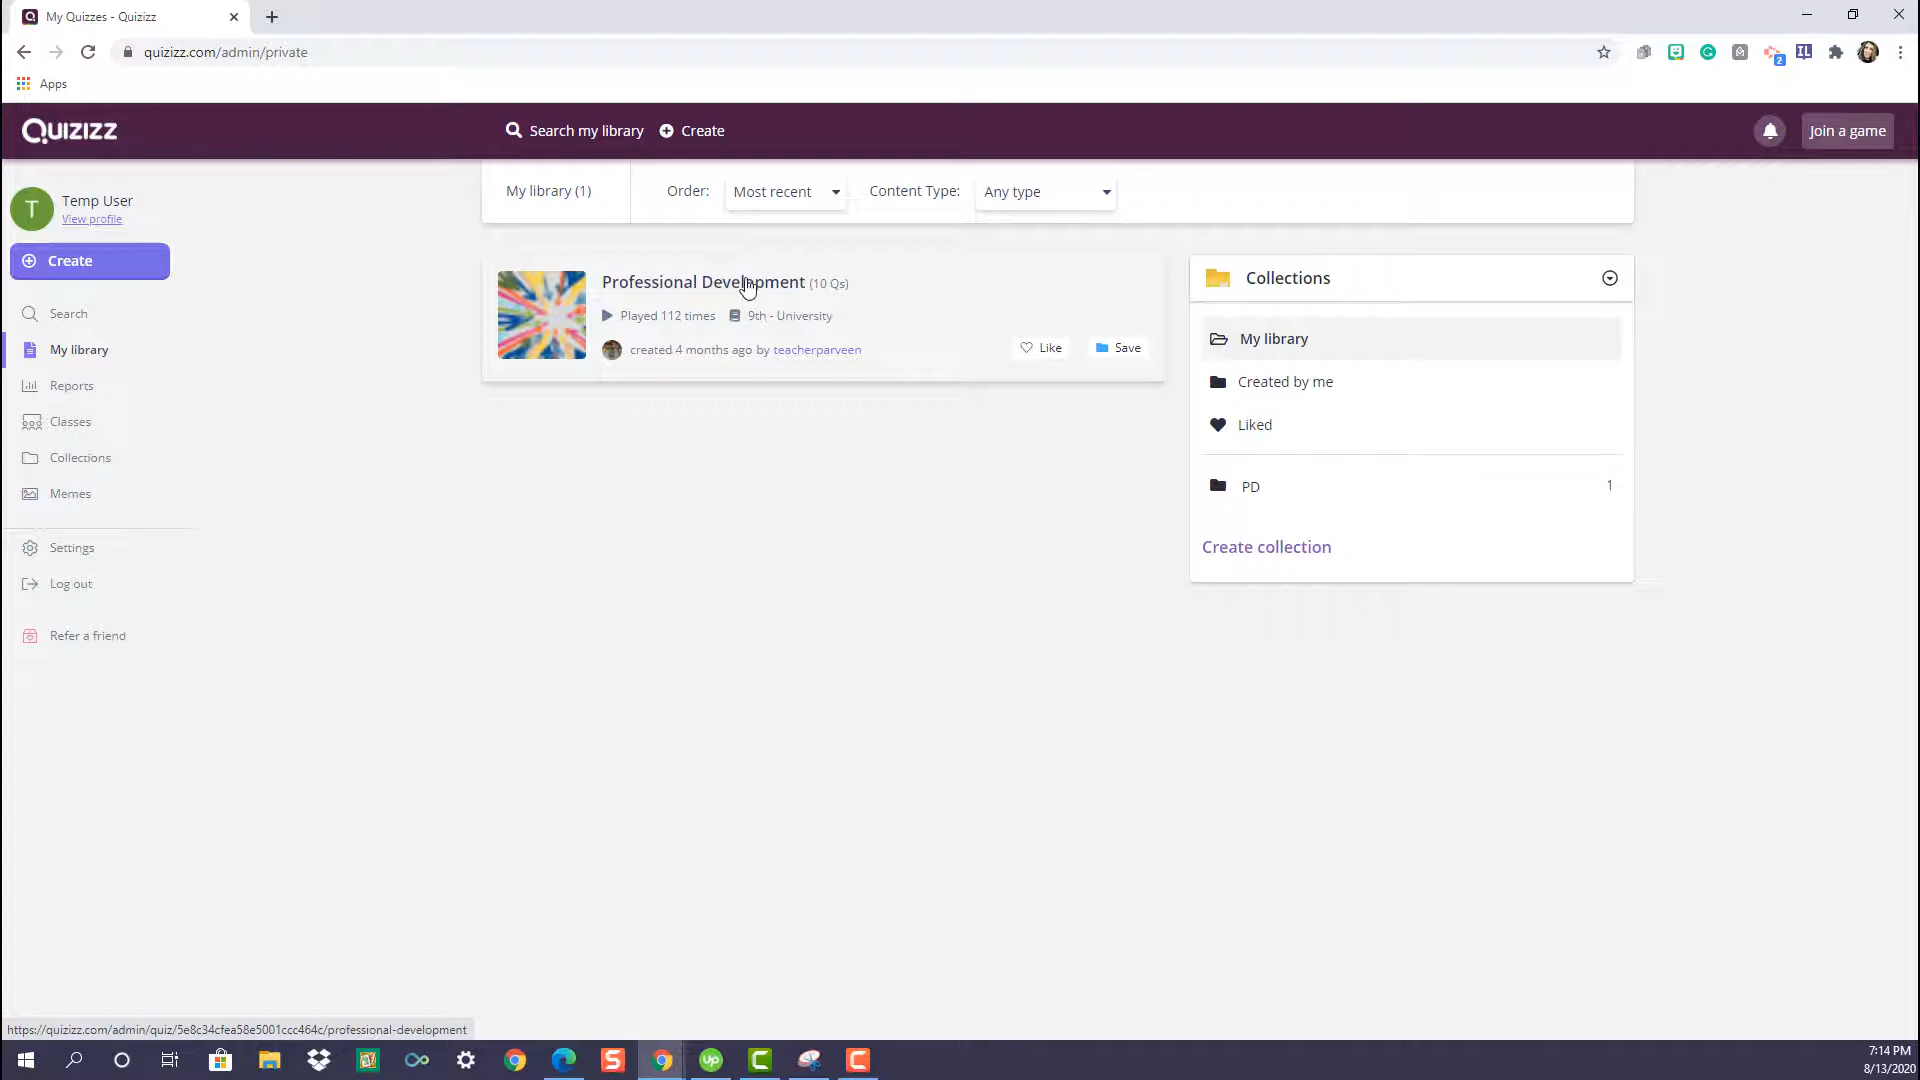 My Quizzes - Quizizz
quizizz.com/admin/private
2
IL
Apps
Quizizz
Search my library
Create
Join a game
T
Temp User
View profile
Create
Search
My library
Reports
Classes
Collections
Memes
Settings
Log out
Refer a friend
My library (1)
Order:
Most recent
Content Type:
Any type
Professional Development (10 Qs)
Played 112 times
9th - University
created 4 months ago by teacherparveen
Like
Save
Collections
My library
Created by me
Liked
PD
1
Create collection
https://quizizz.com/admin/quiz/5e8c34cfea58e5001ccc464c/professional-development
S
up
C
C
7:14 PM
8/13/2020